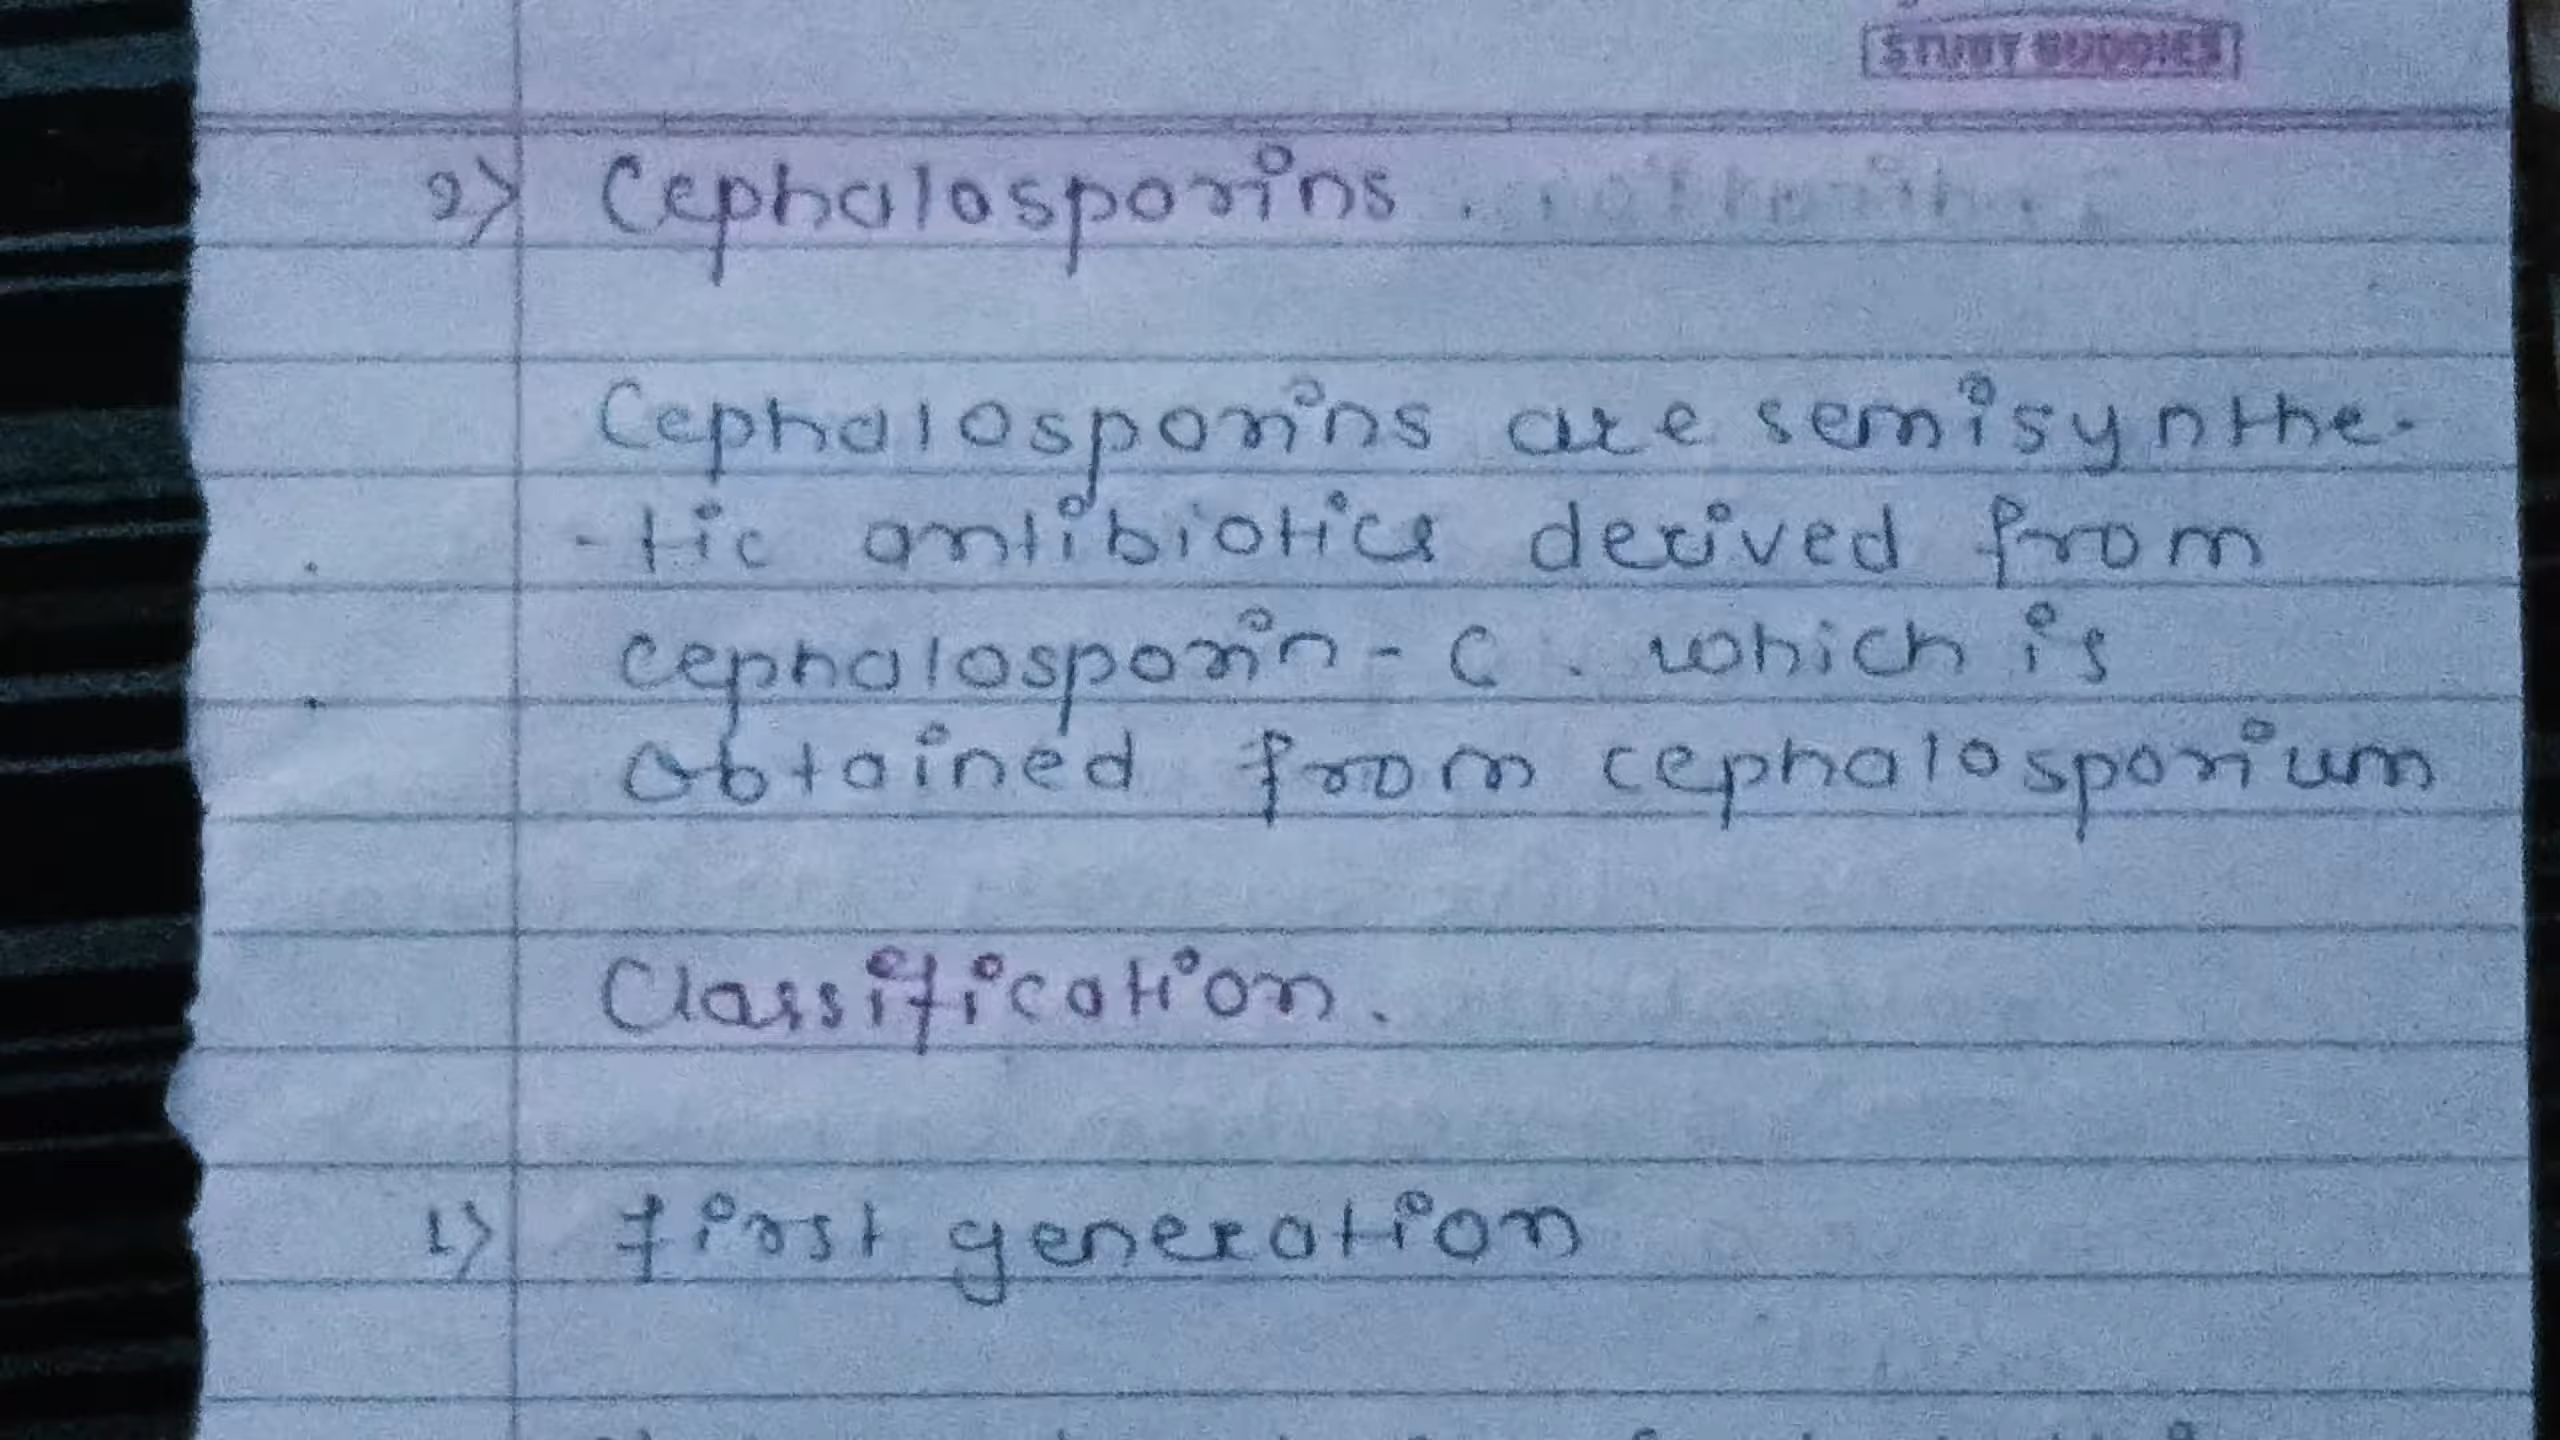 STUDY BUDDIES
2) Cephalosporins
Cephalosporins are semisynthe-
-tic antibiotics derived from
cephalosporin - C . which is
obtained from cephalosporium
Classification.
1) first generation